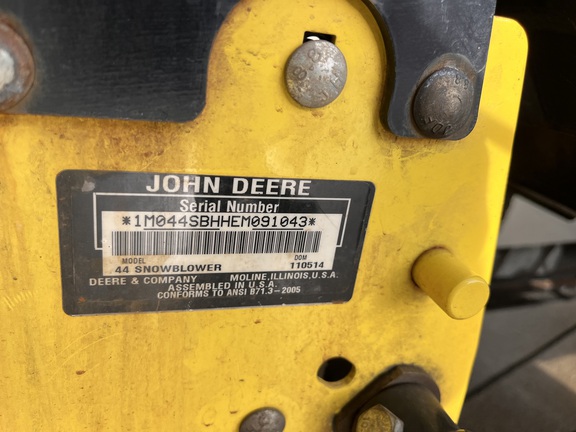 JOHN DEERE
Serial Number
*1M044SBHHEM091043*
MODEL DOM
44 SNOWBLOWER 110514
DEERE & COMPANY MOLINE, ILLINOIS, U.S.A.
ASSEMBLED IN U.S.A.
CONFORMS TO ANSI B71.3-2005